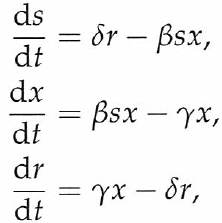 ds/dt = δr − βsx,
dx/dt = βsx − γx,
dr/dt = γx − δr,